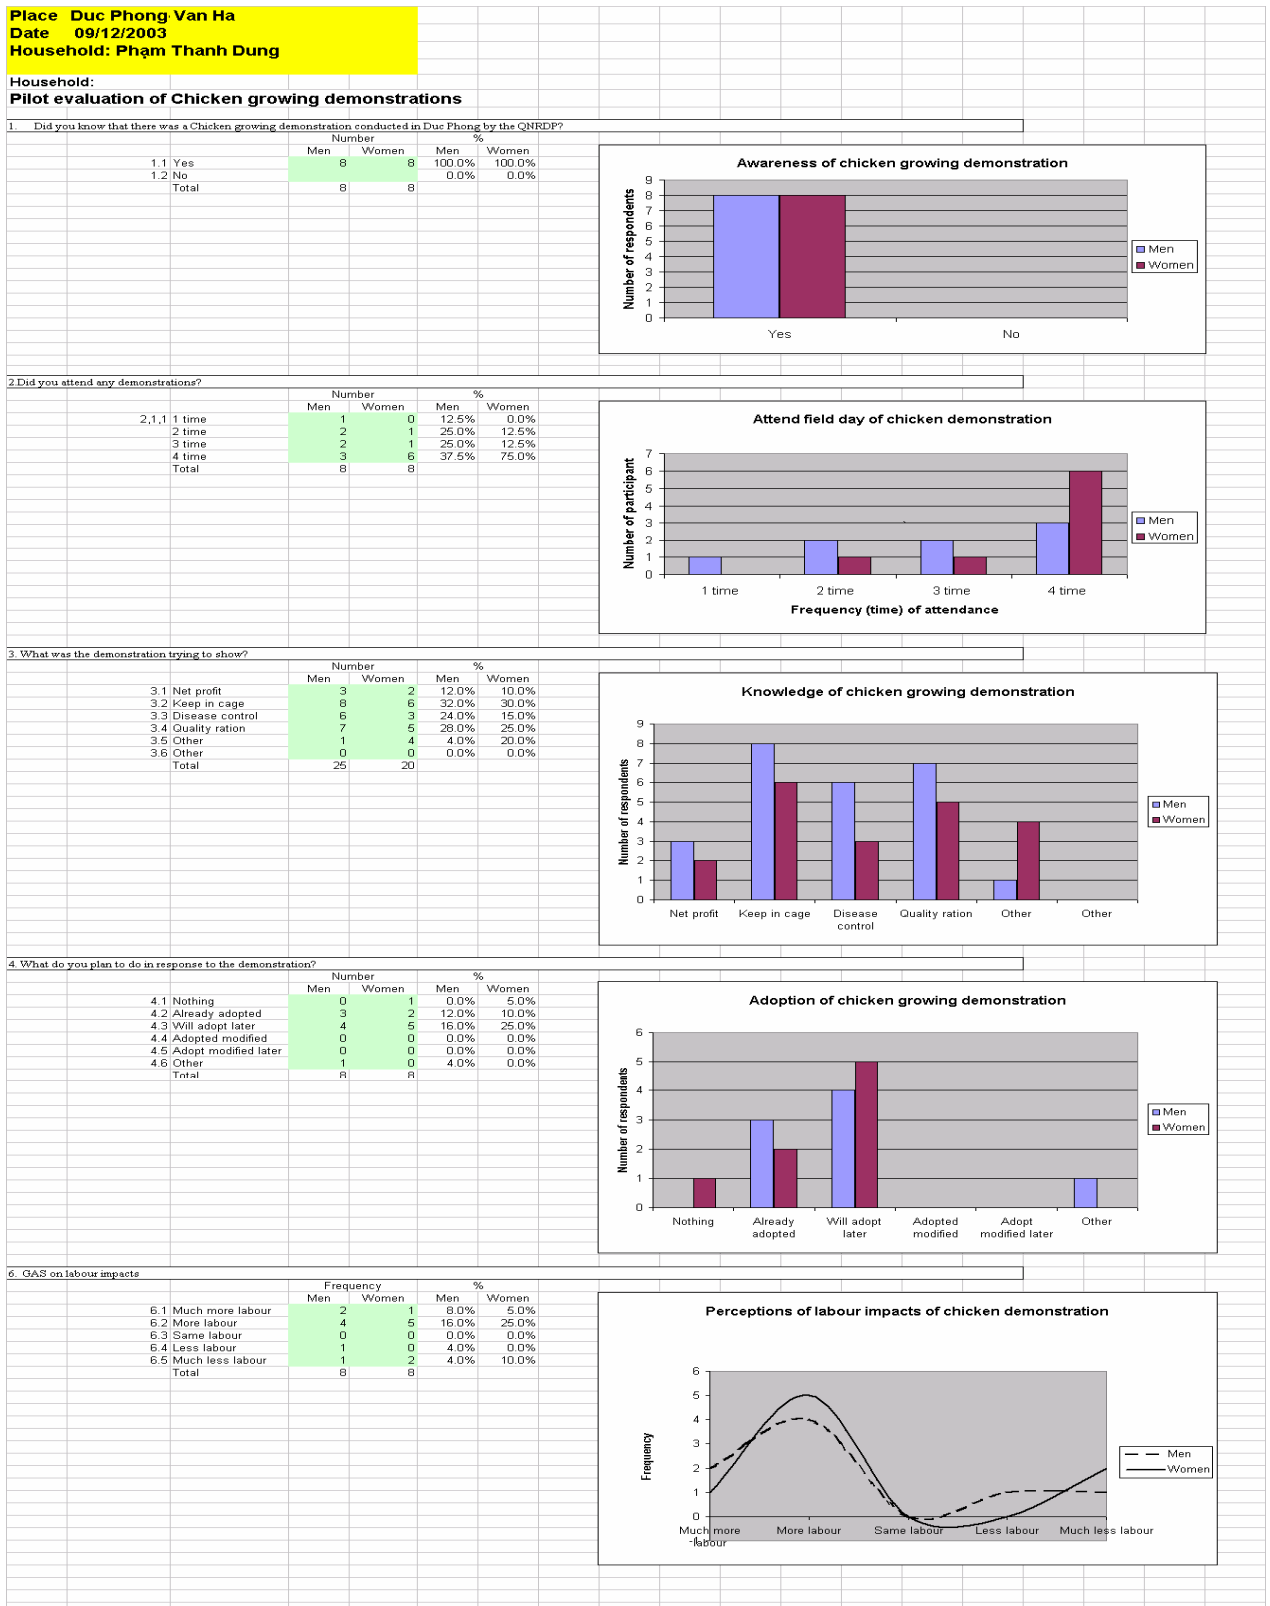 Place Duc Phong-Van Ha
Date 09/12/2003
Household: Phạm Thanh Dung
Household:
Pilot evaluation of Chicken growing demonstrations
1. Did you know that there was a Chicken growing demonstration conducted in Duc Phong by the QNRDP?
Number %
Men Women Men Women
1.1 Yes 8 8 100.0% 100.0%
1.2 No 0.0% 0.0%
Total 8 8
Awareness of chicken growing demonstration
Number of respondents
9
8
7
6
5
4
3
2
1
0
Yes No
Men
Women
2.Did you attend any demonstrations?
Number %
Men Women Men Women
2,1,1 1 time 1 0 12.5% 0.0%
2 time 2 1 25.0% 12.5%
3 time 2 1 25.0% 12.5%
4 time 3 6 37.5% 75.0%
Total 8 8
Attend field day of chicken demonstration
Number of participant
7
6
5
4
3
2
1
0
1 time 2 time 3 time 4 time
Frequency (time) of attendance
Men
Women
3. What was the demonstration trying to show?
Number %
Men Women Men Women
3.1 Net profit 3 2 12.0% 10.0%
3.2 Keep in cage 8 6 32.0% 30.0%
3.3 Disease control 6 3 24.0% 15.0%
3.4 Quality ration 7 5 28.0% 25.0%
3.5 Other 1 4 4.0% 20.0%
3.6 Other 0 0 0.0% 0.0%
Total 25 20
Knowledge of chicken growing demonstration
Number of respondents
9
8
7
6
5
4
3
2
1
0
Net profit Keep in cage Disease control Quality ration Other Other
Men
Women
4. What do you plan to do in response to the demonstration?
Number %
Men Women Men Women
4.1 Nothing 0 1 0.0% 5.0%
4.2 Already adopted 3 2 12.0% 10.0%
4.3 Will adopt later 4 5 16.0% 25.0%
4.4 Adopted modified 0 0 0.0% 0.0%
4.5 Adopt modified later 0 0 0.0% 0.0%
4.6 Other 1 0 4.0% 0.0%
Total 8 8
Adoption of chicken growing demonstration
Number of respondents
6
5
4
3
2
1
0
Nothing Already adopted Will adopt later Adopted modified Adopt modified later Other
Men
Women
6. GAS on labour impacts
Frequency %
Men Women Men Women
6.1 Much more labour 2 1 8.0% 5.0%
6.2 More labour 4 5 16.0% 25.0%
6.3 Same labour 0 0 0.0% 0.0%
6.4 Less labour 1 0 4.0% 0.0%
6.5 Much less labour 1 2 4.0% 10.0%
Total 8 8
Perceptions of labour impacts of chicken demonstration
Frequency
6
5
4
3
2
1
0
-1
Much more labour More labour Same labour Less labour Much less labour
Men
Women